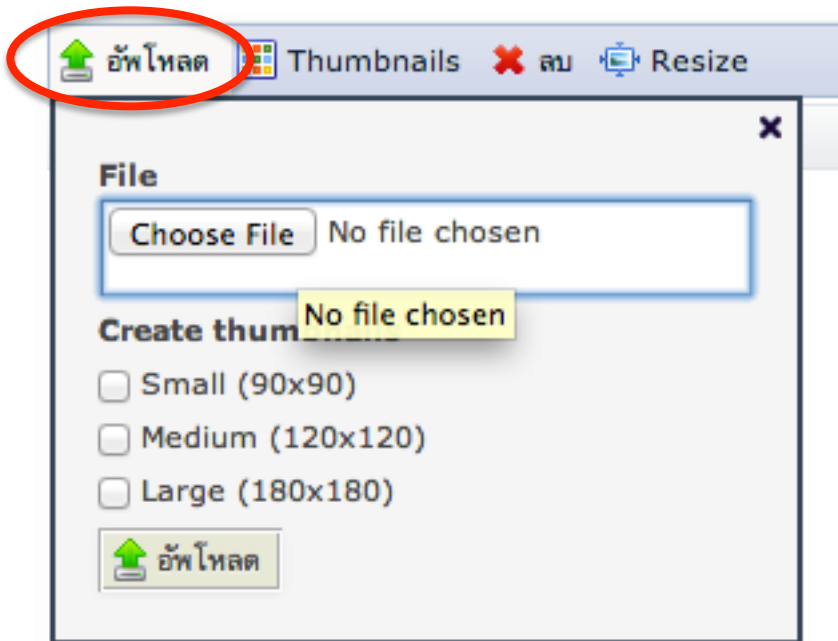 อัพโหลด Thumbnails ลบ Resize
File
Choose File No file chosen
No file chosen
Create
Small (90x90)
Medium (120x120)
Large (180x180)
อัพโหลด